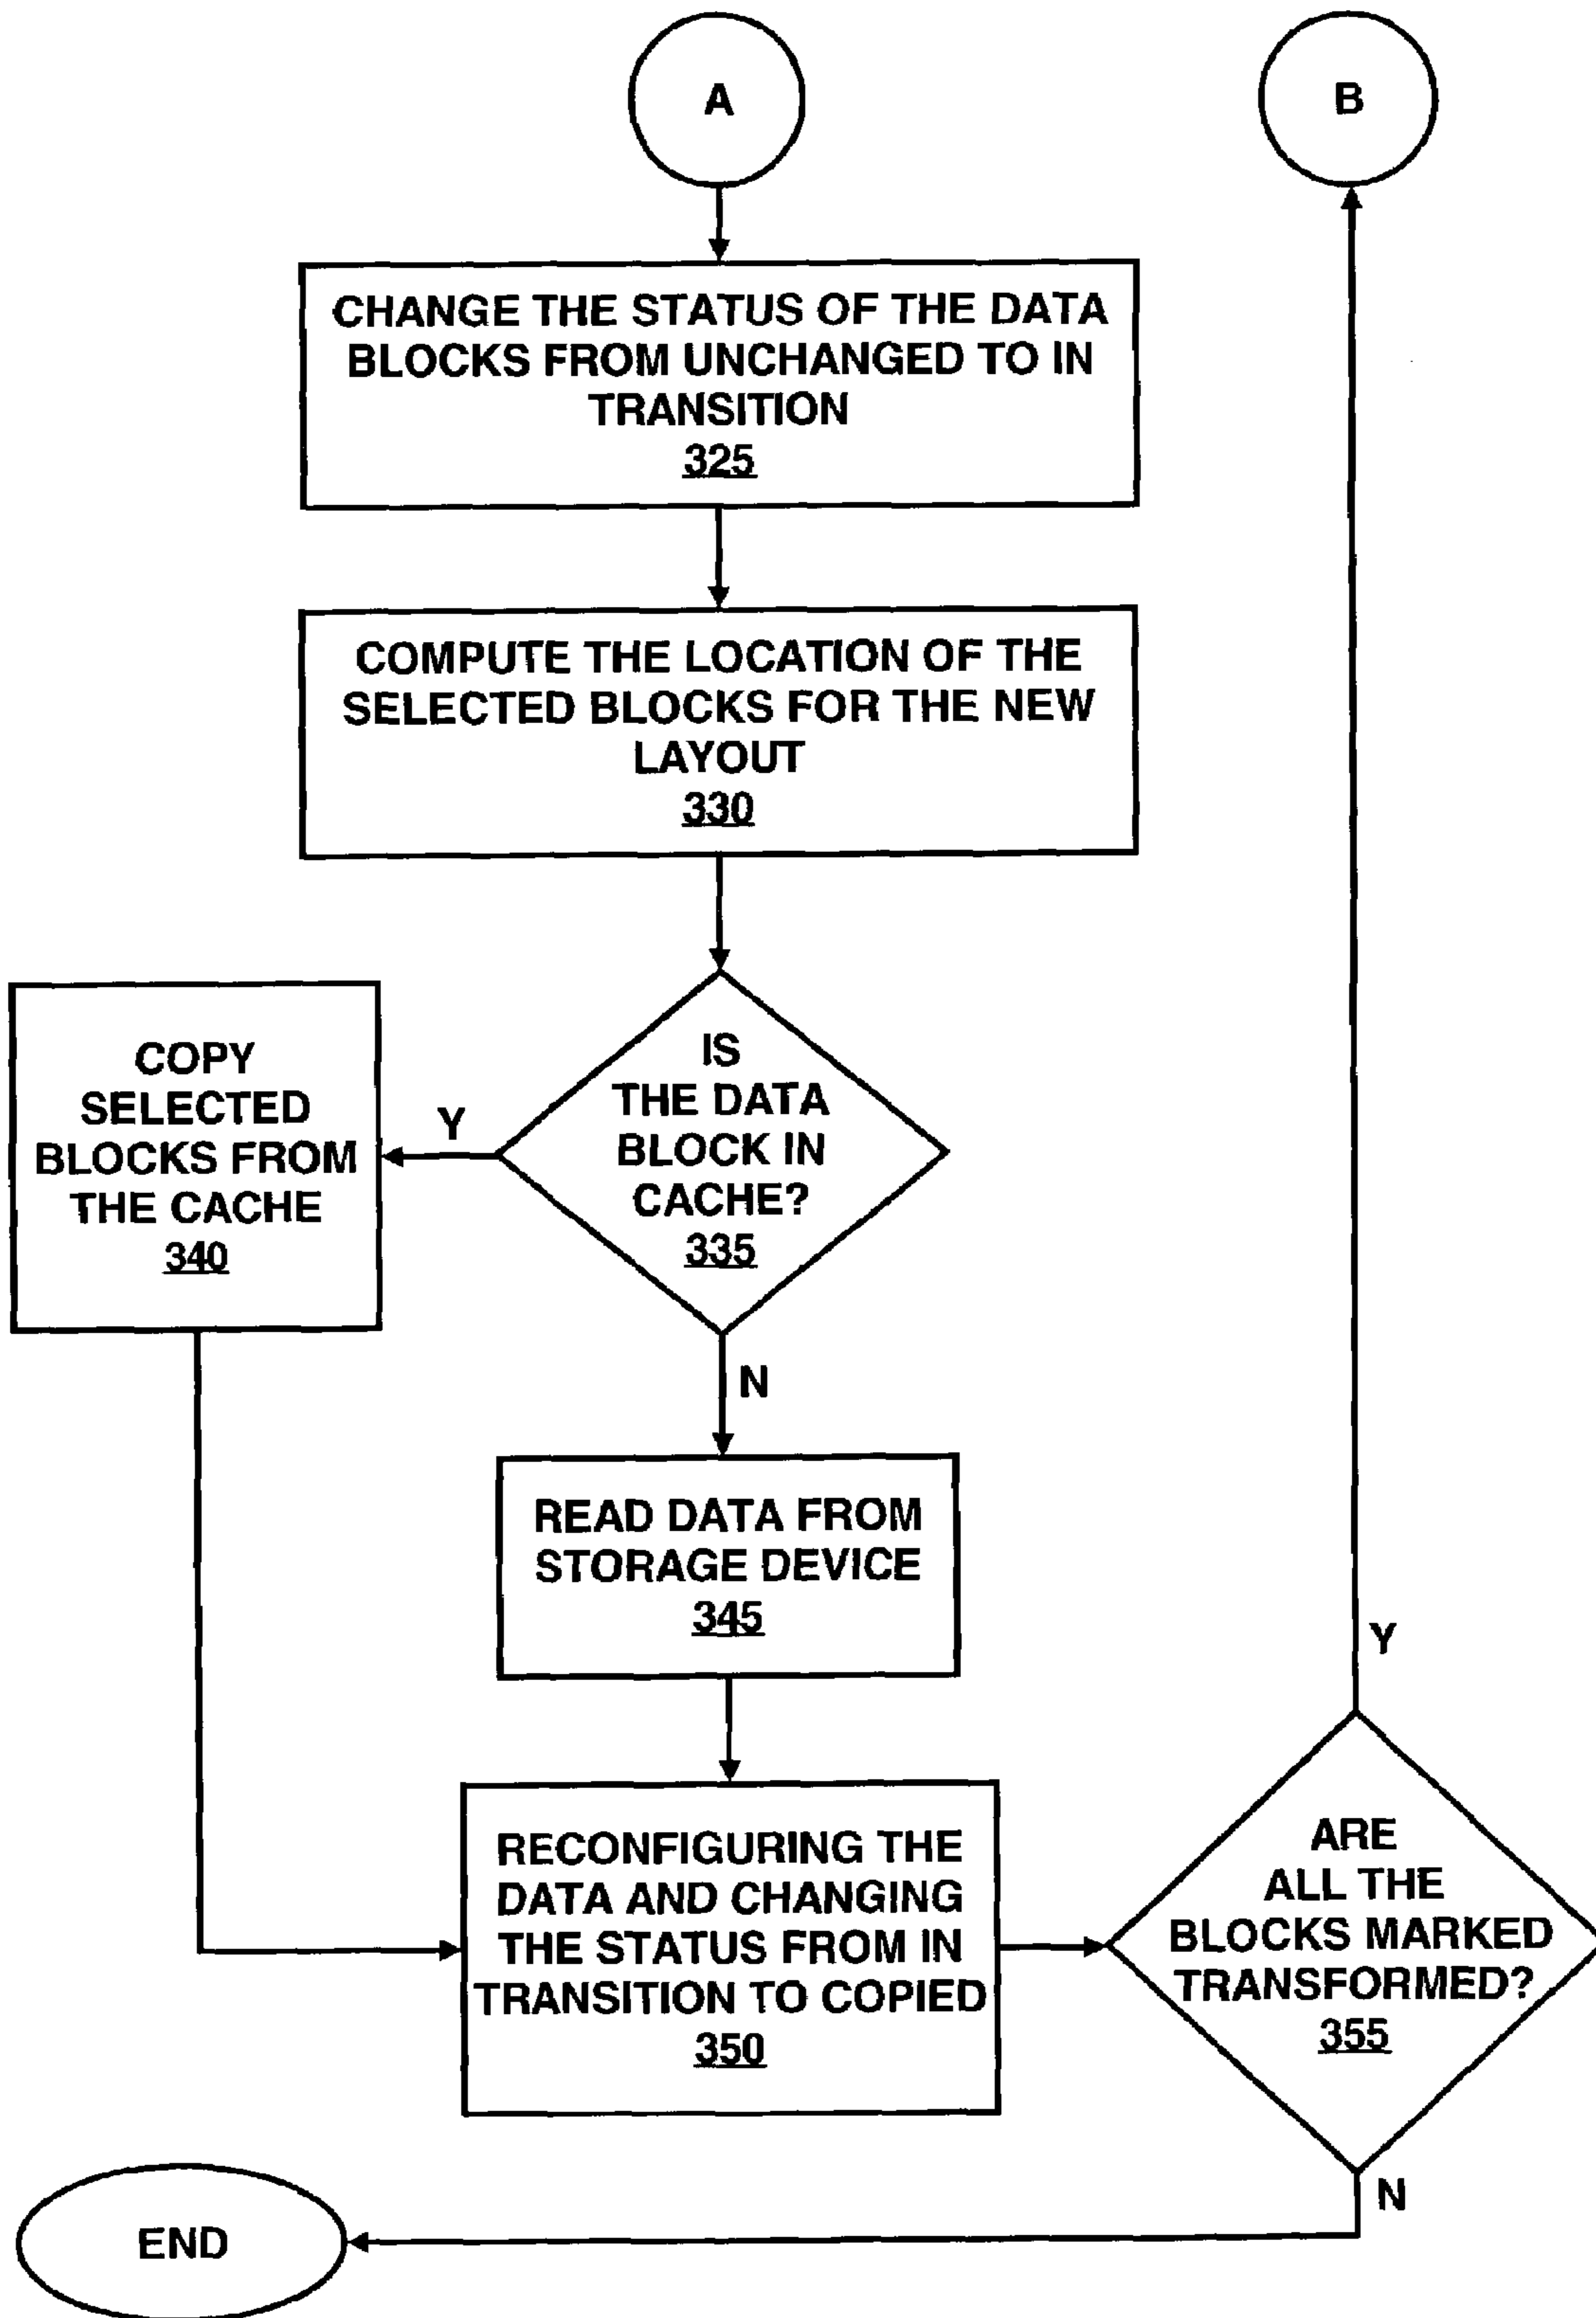 A
B
CHANGE THE STATUS OF THE DATA
BLOCKS FROM UNCHANGED TO IN
TRANSITION
325
COMPUTE THE LOCATION OF THE
SELECTED BLOCKS FOR THE NEW
LAYOUT
330
IS
THE DATA
BLOCK IN
CACHE?
335
Y
COPY
SELECTED
BLOCKS FROM
THE CACHE
340
N
READ DATA FROM
STORAGE DEVICE
345
RECONFIGURING THE
DATA AND CHANGING
THE STATUS FROM IN
TRANSITION TO COPIED
350
Y
ARE
ALL THE
BLOCKS MARKED
TRANSFORMED?
355
N
END